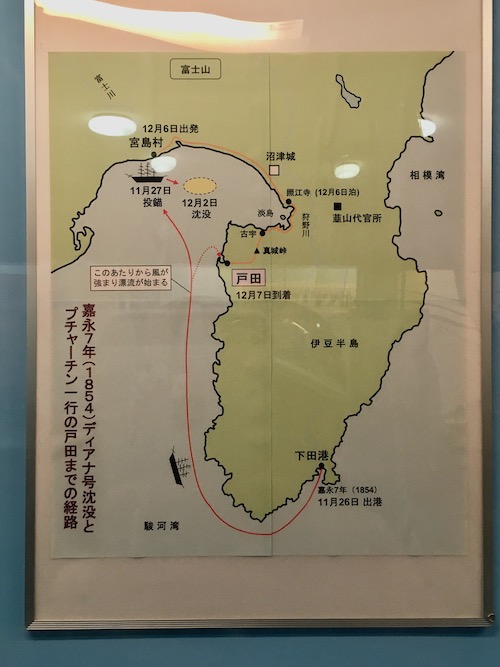 富士山
富士川
12月6日出発
宮島村
沼津城
11月27日
投錨
12月2日
沈没
照江寺 (12月6日泊)
相模湾
淡島
狩野川
韮山代官所
古宇
真城峠
このあたりから風が
強まり漂流が始まる
戸田
12月7日到着
伊豆半島
嘉永7年(1854)ディアナ号沈没と
プチャーチン一行の戸田までの経路
下田港
嘉永7年 (1854)
11月26日 出港
駿河湾